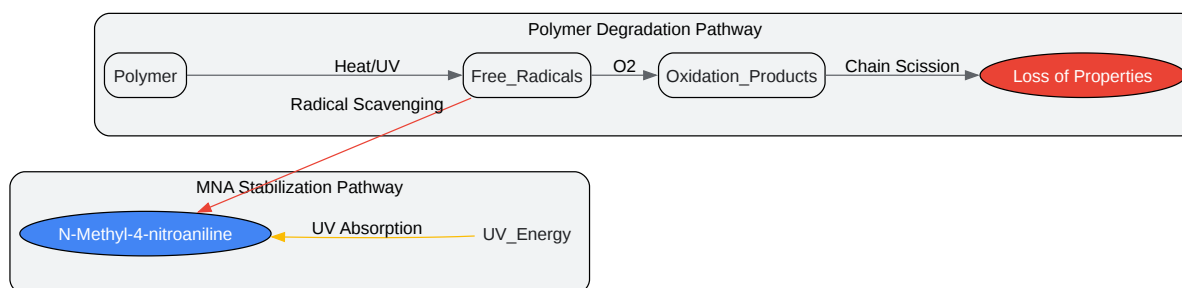 Polymer Degradation Pathway
Polymer
Heat/UV
Free_Radicals
O2
Oxidation_Products
Chain Scission
Loss of Properties
Radical Scavenging
MNA Stabilization Pathway
N-Methyl-4-nitroaniline
UV Absorption
UV_Energy